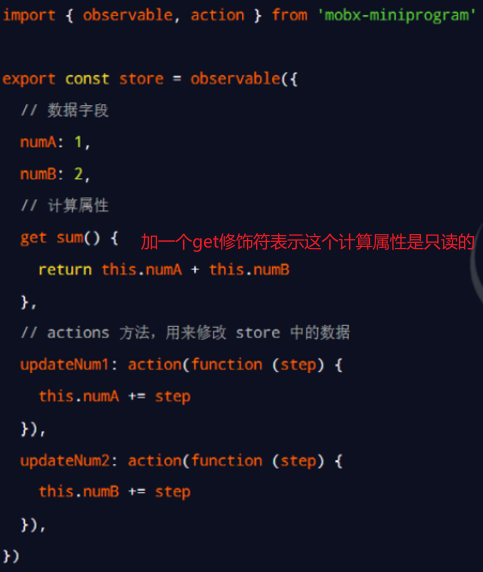 import { observable, action } from 'mobx-miniprogram'
export const store = observable({
// 数据字段
numA: 1,
numB: 2,
// 计算属性
get sum() { 加一个get修饰符表示这个计算属性是只读的
return this.numA + this.numB
},
// actions 方法，用来修改 store 中的数据
updateNum1: action(function (step) {
this.numA += step
}),
updateNum2: action(function (step) {
this.numB += step
}),
})